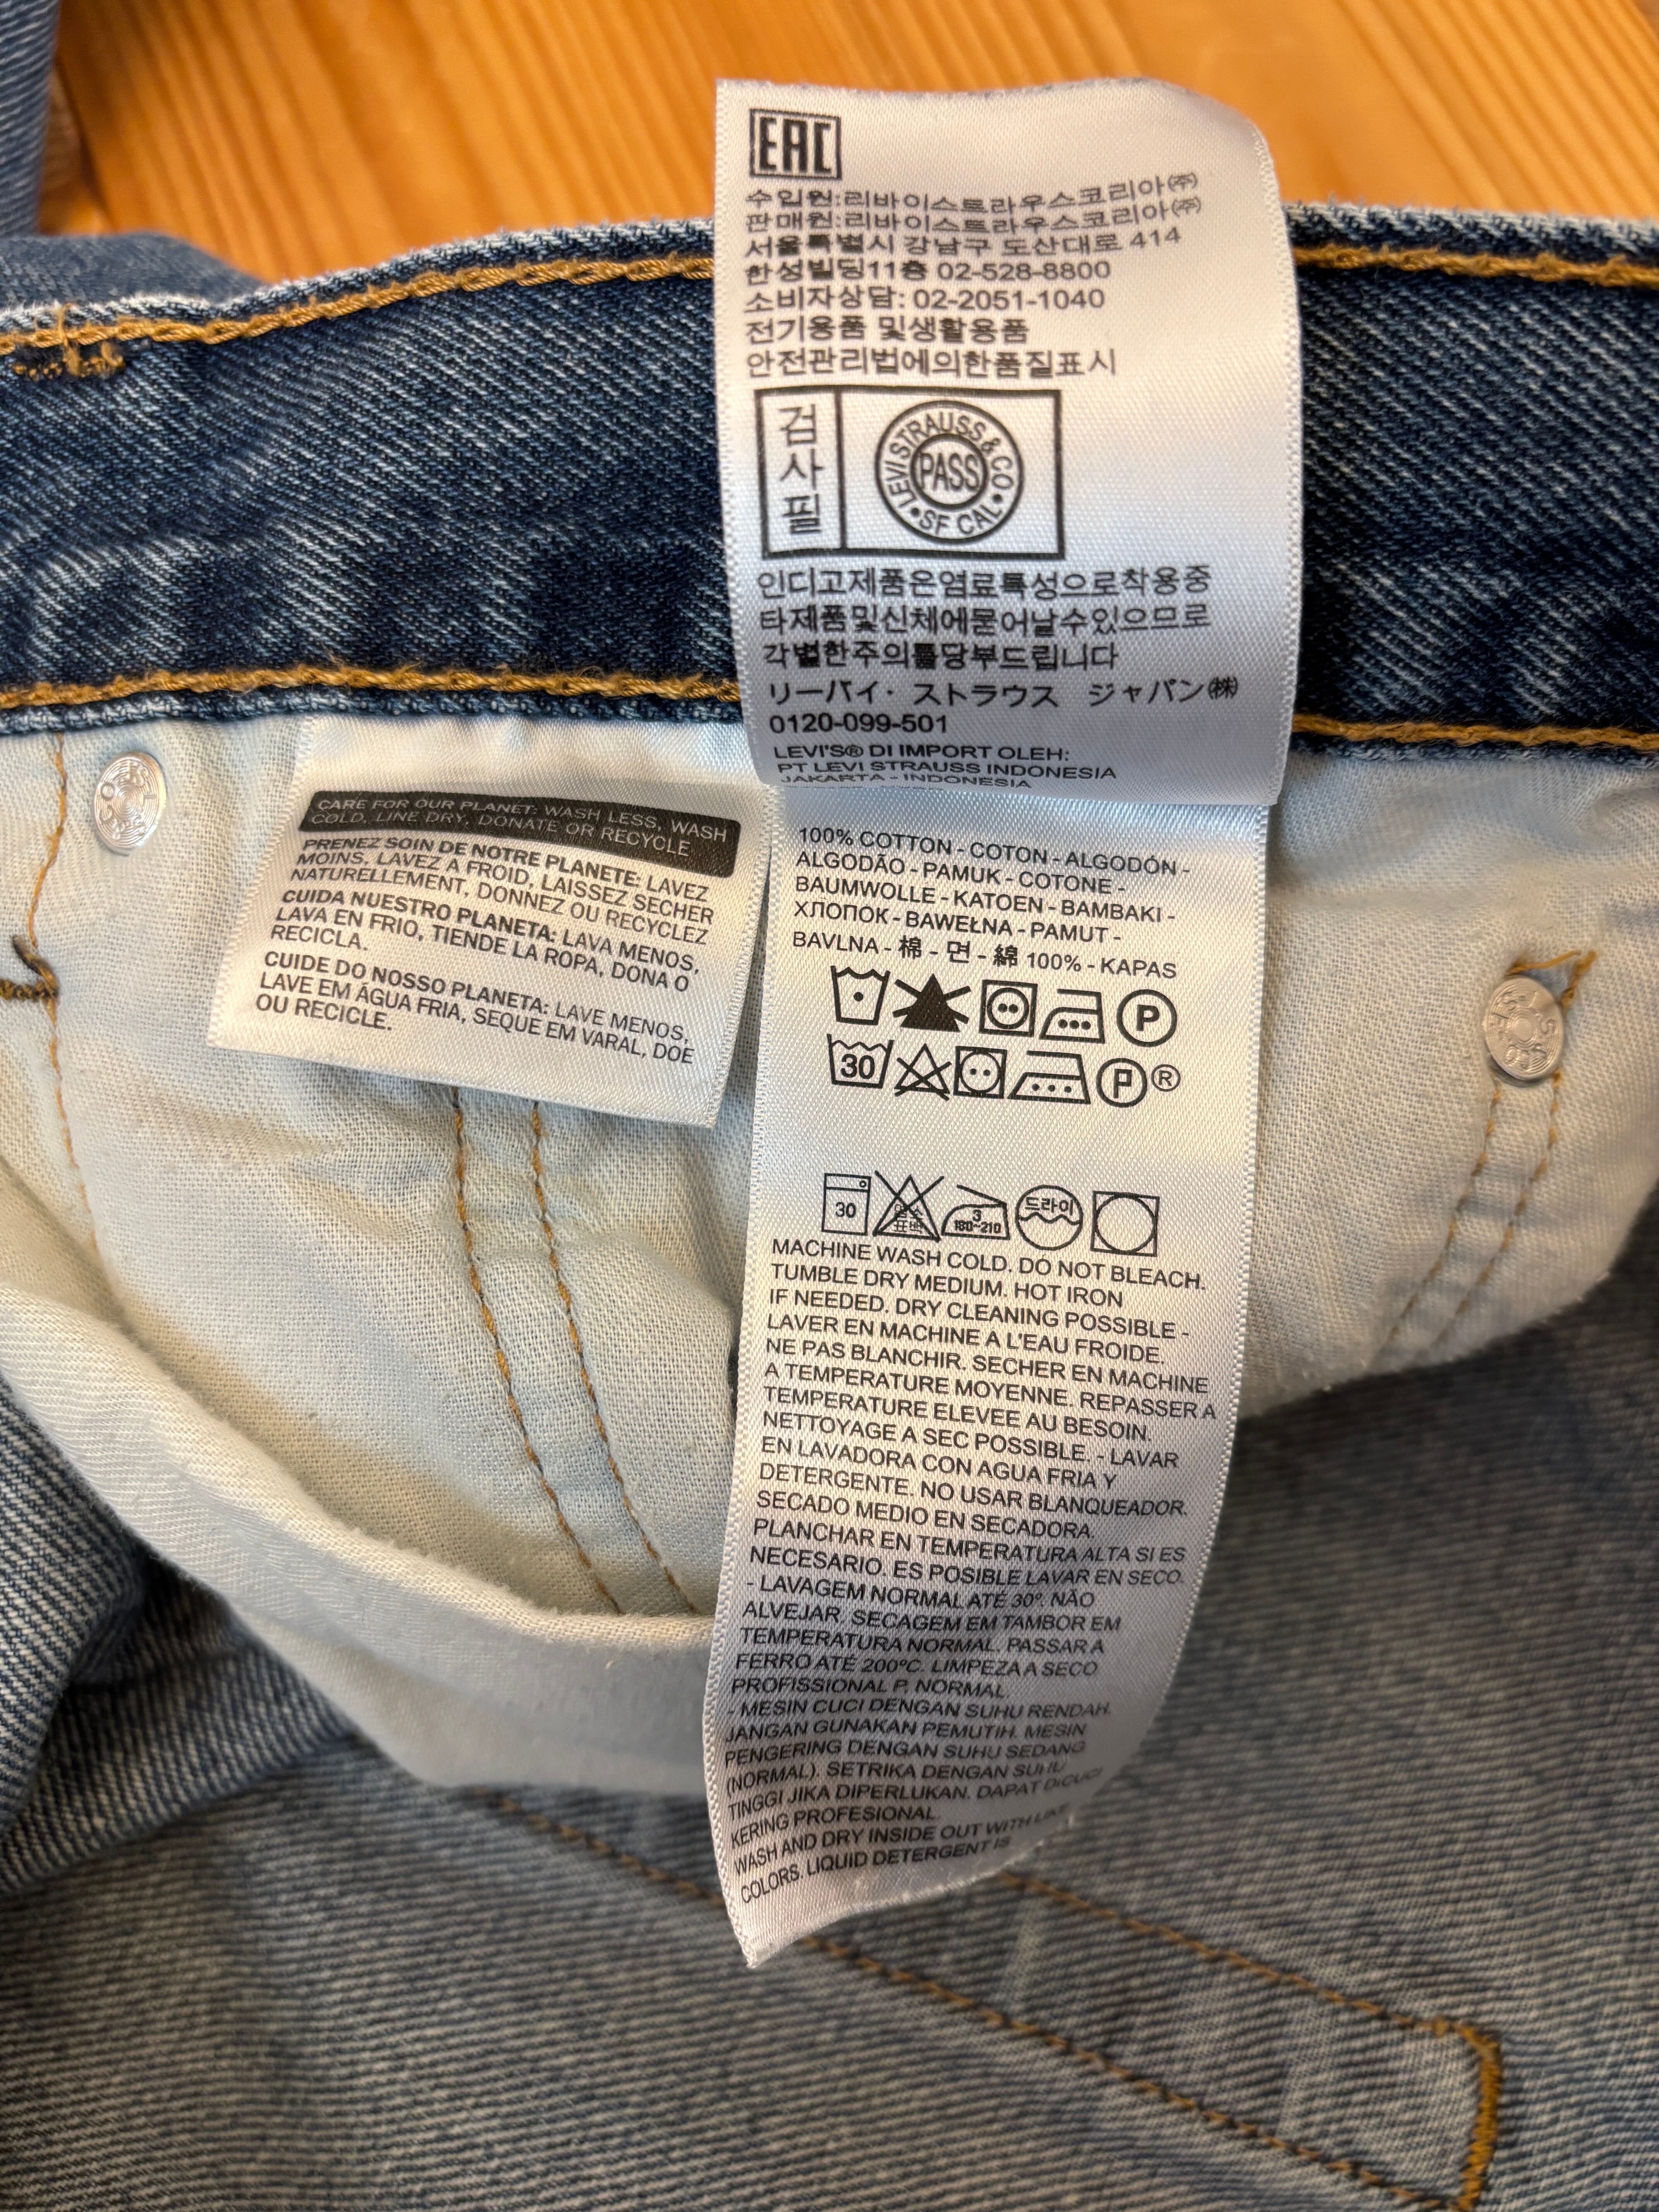 EAC
수입원:리바이스트라우스코리아㈜
판매원:리바이스트라우스코리아㈜
서울특별시 강남구 도산대로 414
한성빌딩11층 02-528-8800
소비자상담: 02-2051-1040
전기용품 및생활용품
안전관리법에의한품질표시
검사필
LEVI STRAUSS & CO
PASS
SF CAL
인디고제품은염료특성으로착용중
타제품및신체에묻어날수있으므로
각별한주의를당부드립니다
リーバイ・ストラウス ジャパン㈱
0120-099-501
LEVI'S® DI IMPORT OLEH:
PT LEVI STRAUSS INDONESIA
JAKARTA - INDONESIA
CARE FOR OUR PLANET: WASH LESS, WASH
COLD, LINE DRY, DONATE OR RECYCLE
PRENEZ SOIN DE NOTRE PLANETE: LAVEZ
MOINS, LAVEZ A FROID, LAISSEZ SECHER
NATURELLEMENT, DONNEZ OU RECYCLEZ
CUIDA NUESTRO PLANETA: LAVA MENOS,
LAVA EN FRIO, TIENDE LA ROPA, DONA O
RECICLA.
CUIDE DO NOSSO PLANETA: LAVE MENOS,
LAVE EM ÁGUA FRIA, SEQUE EM VARAL, DOE
OU RECICLE.
100% COTTON - COTON - ALGODÓN -
ALGODÃO - PAMUK - COTONE -
BAUMWOLLE - KATOEN - BAMBAKI -
ХЛОПОК - BAWEŁNA - PAMUT -
BAVLNA - 棉 - 면 - 綿 100% - KAPAS
P
30 P ®
30 염소 표백 3 180~210 드라이
MACHINE WASH COLD. DO NOT BLEACH.
TUMBLE DRY MEDIUM. HOT IRON
IF NEEDED. DRY CLEANING POSSIBLE -
LAVER EN MACHINE A L'EAU FROIDE.
NE PAS BLANCHIR. SECHER EN MACHINE
A TEMPERATURE MOYENNE. REPASSER A
TEMPERATURE ELEVEE AU BESOIN.
NETTOYAGE A SEC POSSIBLE. - LAVAR
EN LAVADORA CON AGUA FRIA Y
DETERGENTE. NO USAR BLANQUEADOR.
SECADO MEDIO EN SECADORA.
PLANCHAR EN TEMPERATURA ALTA SI ES
NECESARIO. ES POSIBLE LAVAR EN SECO.
- LAVAGEM NORMAL ATÉ 30º. NÃO
ALVEJAR. SECAGEM EM TAMBOR EM
TEMPERATURA NORMAL. PASSAR A
FERRO ATÉ 200ºC. LIMPEZA A SECO
PROFISSIONAL P, NORMAL.
- MESIN CUCI DENGAN SUHU RENDAH.
JANGAN GUNAKAN PEMUTIH. MESIN
PENGERING DENGAN SUHU SEDANG
(NORMAL). SETRIKA DENGAN SUHU
TINGGI JIKA DIPERLUKAN. DAPAT DICUCI
KERING PROFESIONAL.
WASH AND DRY INSIDE OUT WITH LIKE
COLORS. LIQUID DETERGENT IS